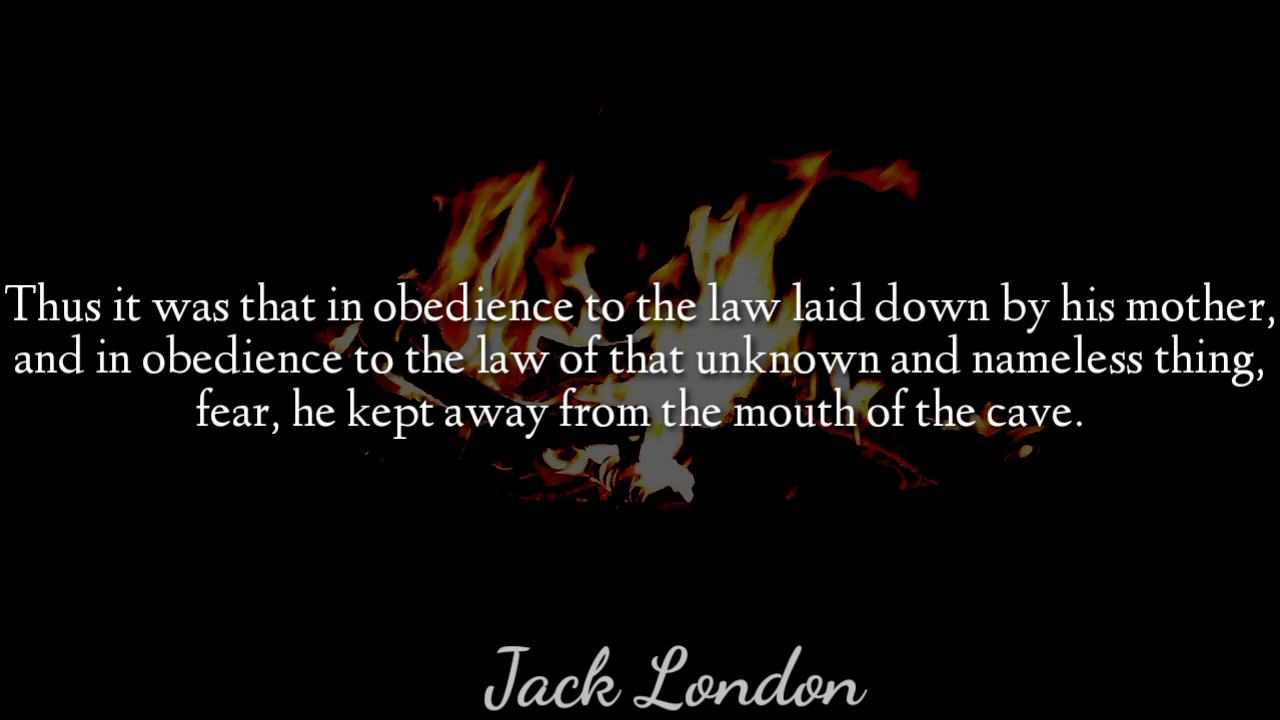 Thus it was that in obedience to the law laid down by his mother,
and in obedience to the law of that unknown and nameless thing,
fear, he kept away from the mouth of the cave.
Jack London